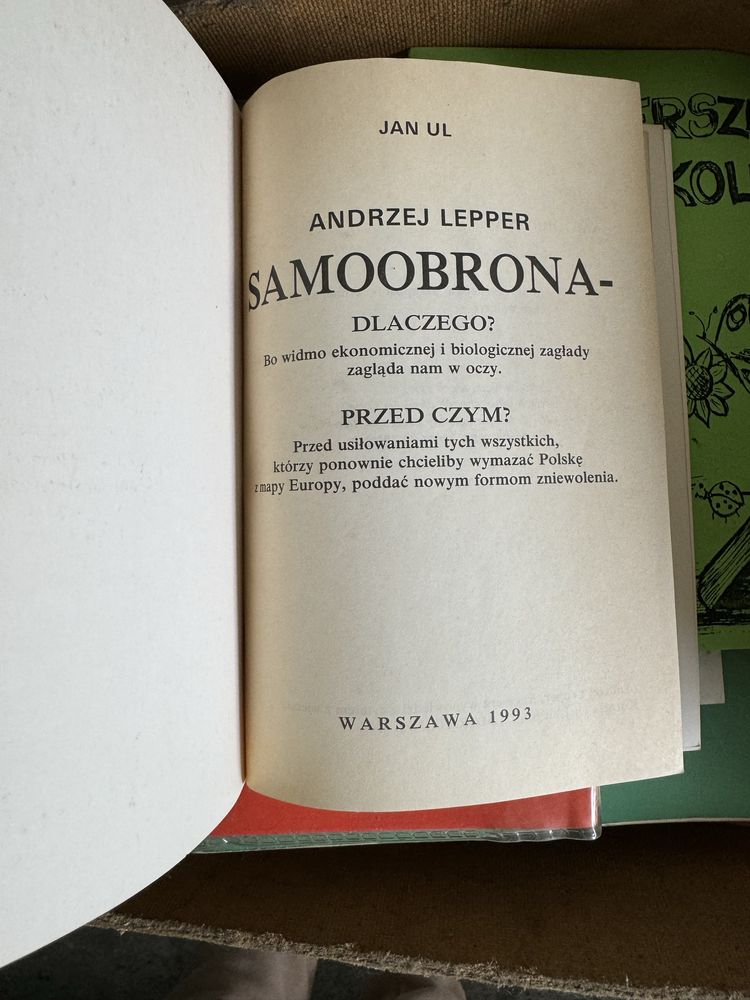 JAN UL
ANDRZEJ LEPPER
SAMOOBRONA-
DLACZEGO?
Bo widmo ekonomicznej i biologicznej zagłady
zagląda nam w oczy.
PRZED CZYM?
Przed usiłowaniami tych wszystkich,
którzy ponownie chcieliby wymazać Polskę
z mapy Europy, poddać nowym formom zniewolenia.
WARSZAWA 1993